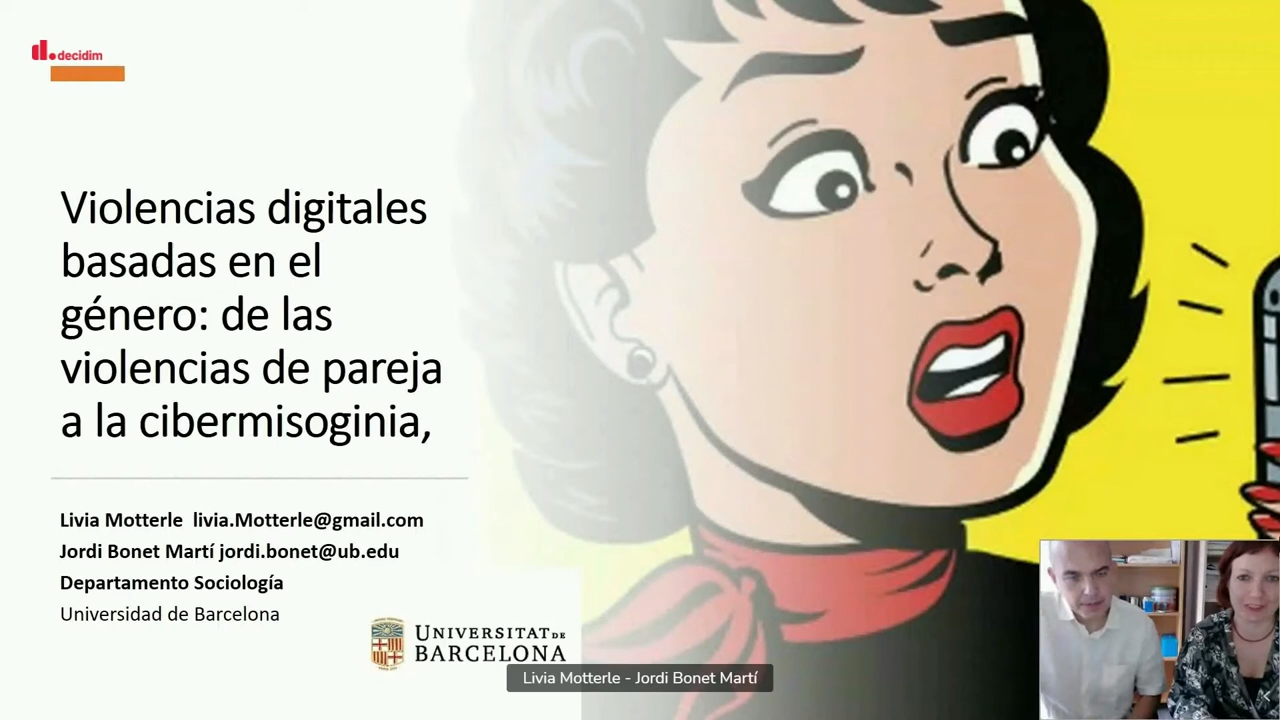 decidim
Violencias digitales
basadas en el
género: de las
violencias de pareja
a la cibermisoginia,
Livia Motterle livia.Motterle@gmail.com
Jordi Bonet Martí jordi.bonet@ub.edu
Departamento Sociología
Universidad de Barcelona
UNIVERSITAT DE
BARCELONA
Livia Motterle - Jordi Bonet Martí